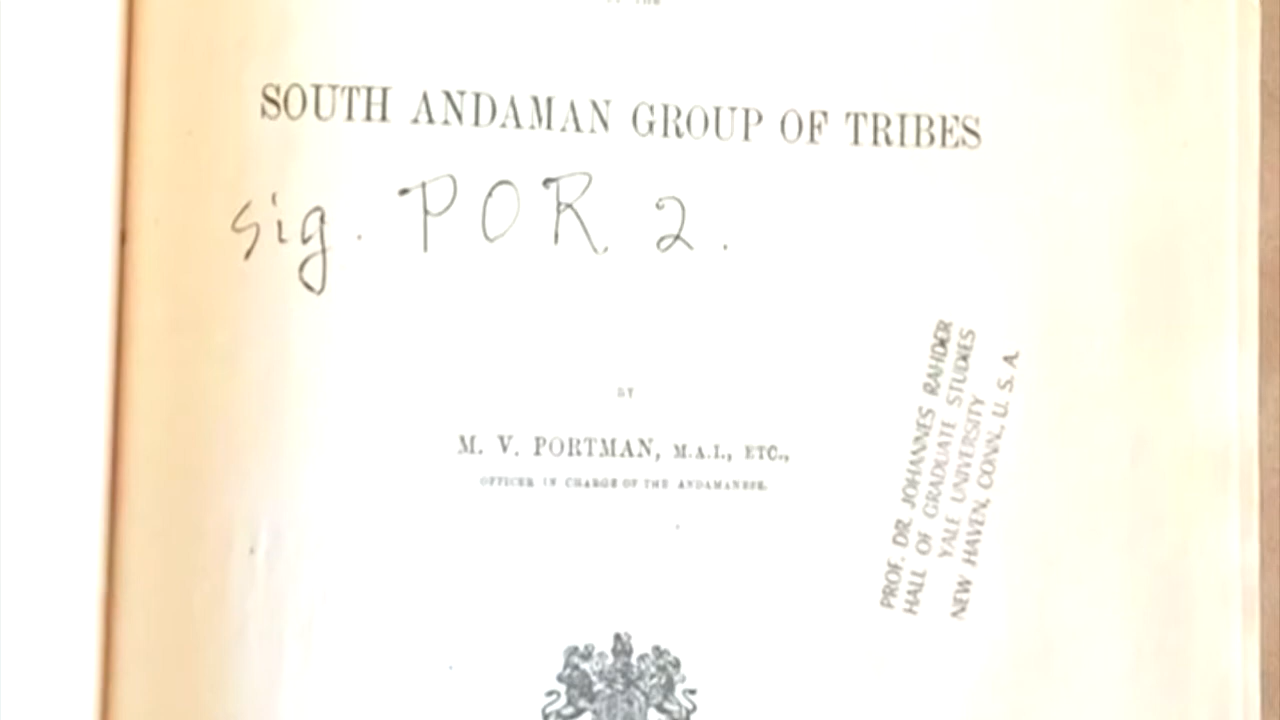 SOUTH ANDAMAN GROUP OF TRIBES
sig. POR 2.
BY
M. V. PORTMAN, M.A.I., ETC.,
OFFICER IN CHARGE OF THE ANDAMANESE.
PROF. DR. JOHANNES RAHDER
HALL OF GRADUATE STUDIES
YALE UNIVERSITY
NEW HAVEN, CONN. U. S. A.